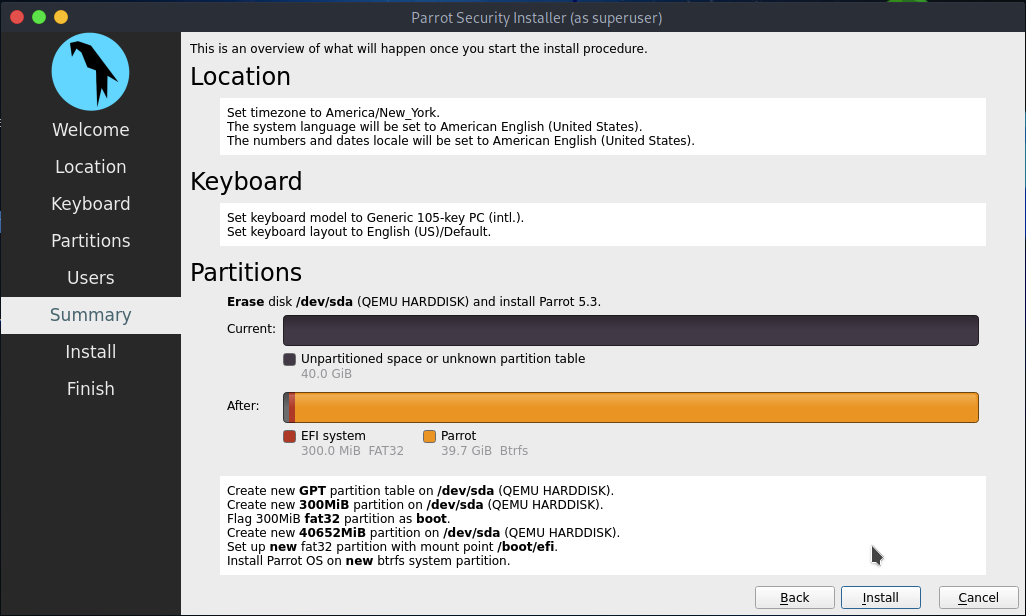 Parrot Security Installer (as superuser)
Welcome
Location
Keyboard
Partitions
Users
Summary
Install
Finish
This is an overview of what will happen once you start the install procedure.
Location
Set timezone to America/New_York.
The system language will be set to American English (United States).
The numbers and dates locale will be set to American English (United States).
Keyboard
Set keyboard model to Generic 105-key PC (intl.).
Set keyboard layout to English (US)/Default.
Partitions
Erase disk /dev/sda (QEMU HARDDISK) and install Parrot 5.3.
Current:
Unpartitioned space or unknown partition table
40.0 GiB
After:
EFI system Parrot
300.0 MiB FAT32 39.7 GiB Btrfs
Create new GPT partition table on /dev/sda (QEMU HARDDISK).
Create new 300MiB partition on /dev/sda (QEMU HARDDISK).
Flag 300MiB fat32 partition as boot.
Create new 40652MiB partition on /dev/sda (QEMU HARDDISK).
Set up new fat32 partition with mount point /boot/efi.
Install Parrot OS on new btrfs system partition.
Back Install Cancel